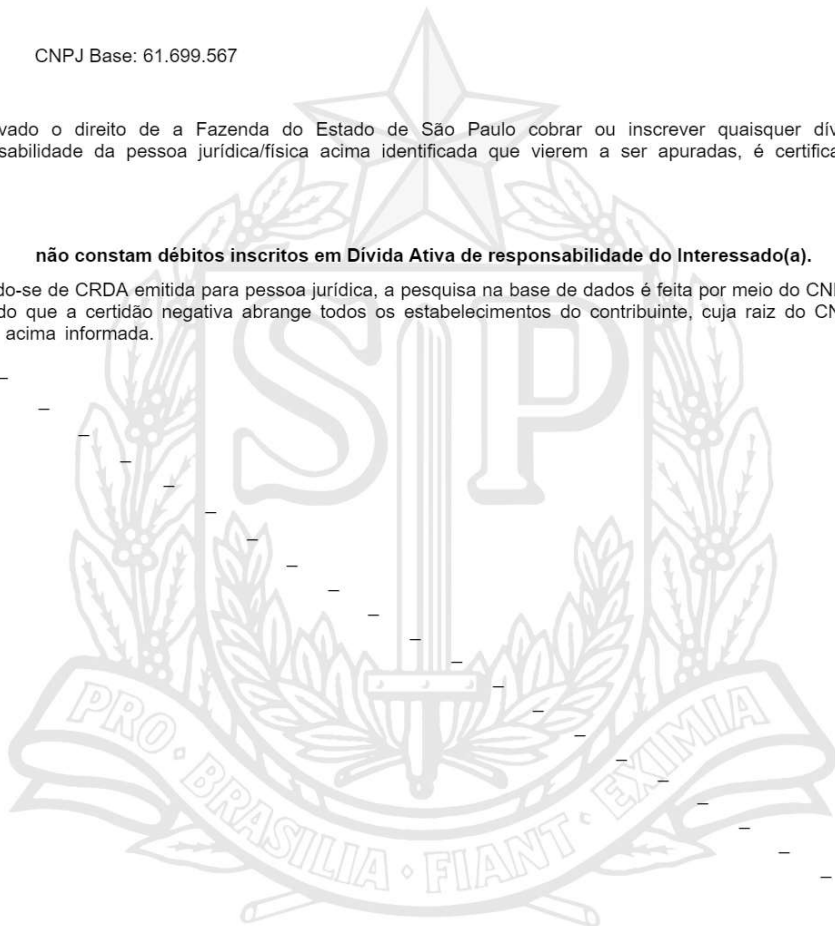 CNPJ Base: 61.699.567
vado o direito de a Fazenda do Estado de São Paulo cobrar ou inscrever quaisquer dív
sabilidade da pessoa jurídica/física acima identificada que vierem a ser apuradas, é certifica
não constam débitos inscritos em Dívida Ativa de responsabilidade do Interessado(a).
do-se de CRDA emitida para pessoa jurídica, a pesquisa na base de dados é feita por meio do CN
do que a certidão negativa abrange todos os estabelecimentos do contribuinte, cuja raiz do CN
acima informada.
SP
PRO · BRASILIA · FIANT · EXIMIA